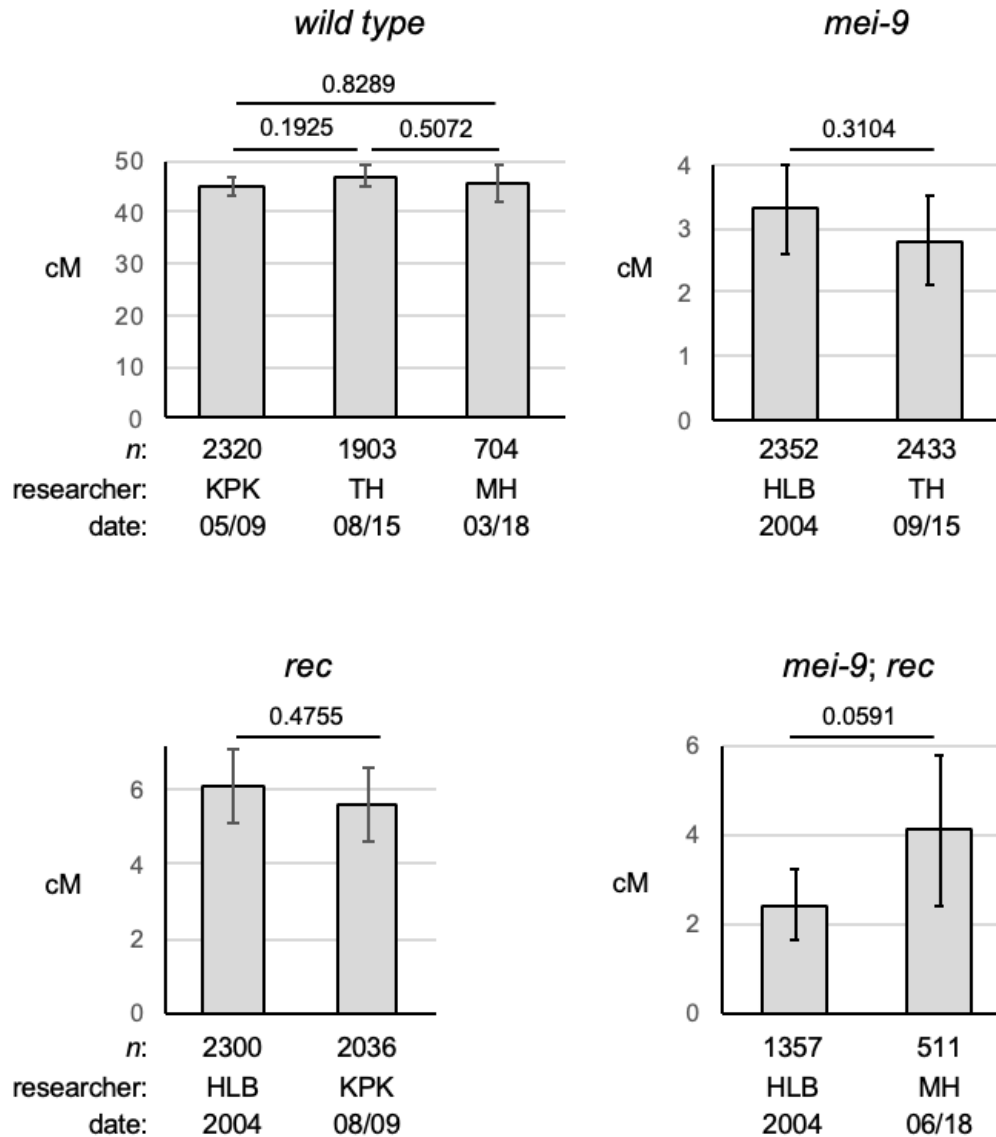 wild type
0.8289
0.1925 0.5072
50
40
30
20
10
0
cM
n: 2320 1903 704
researcher: KPK TH MH
date: 05/09 08/15 03/18
mei-9
0.3104
4
3
2
1
0
cM
2352 2433
HLB TH
2004 09/15
rec
0.4755
6
4
2
0
cM
n: 2300 2036
researcher: HLB KPK
date: 2004 08/09
mei-9; rec
0.0591
6
4
2
0
cM
1357 511
HLB MH
2004 06/18